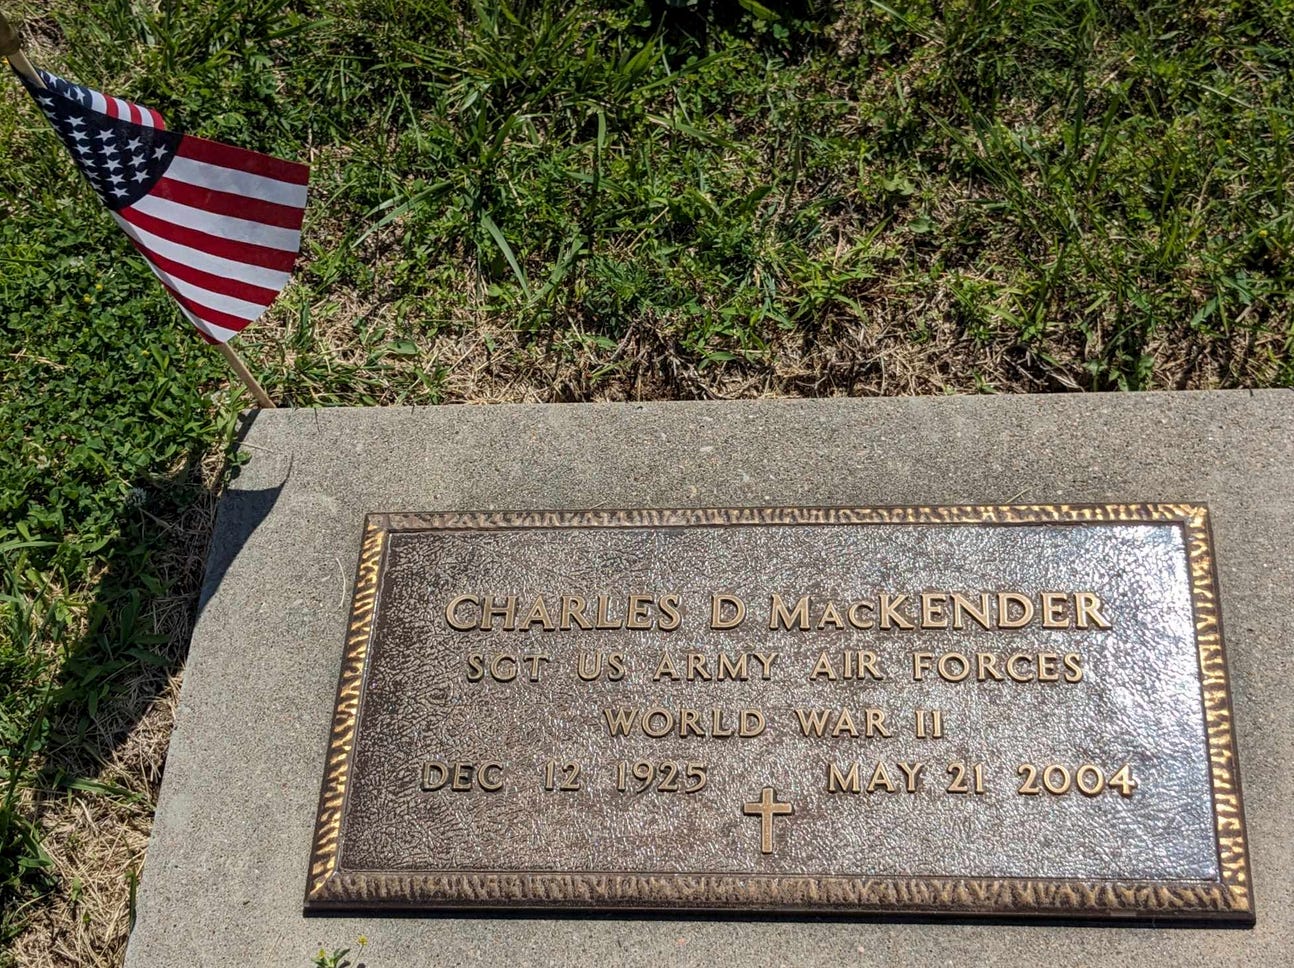 CHARLES D MacKENDER
SGT US ARMY AIR FORCES
WORLD WAR II
DEC 12 1925 MAY 21 2004